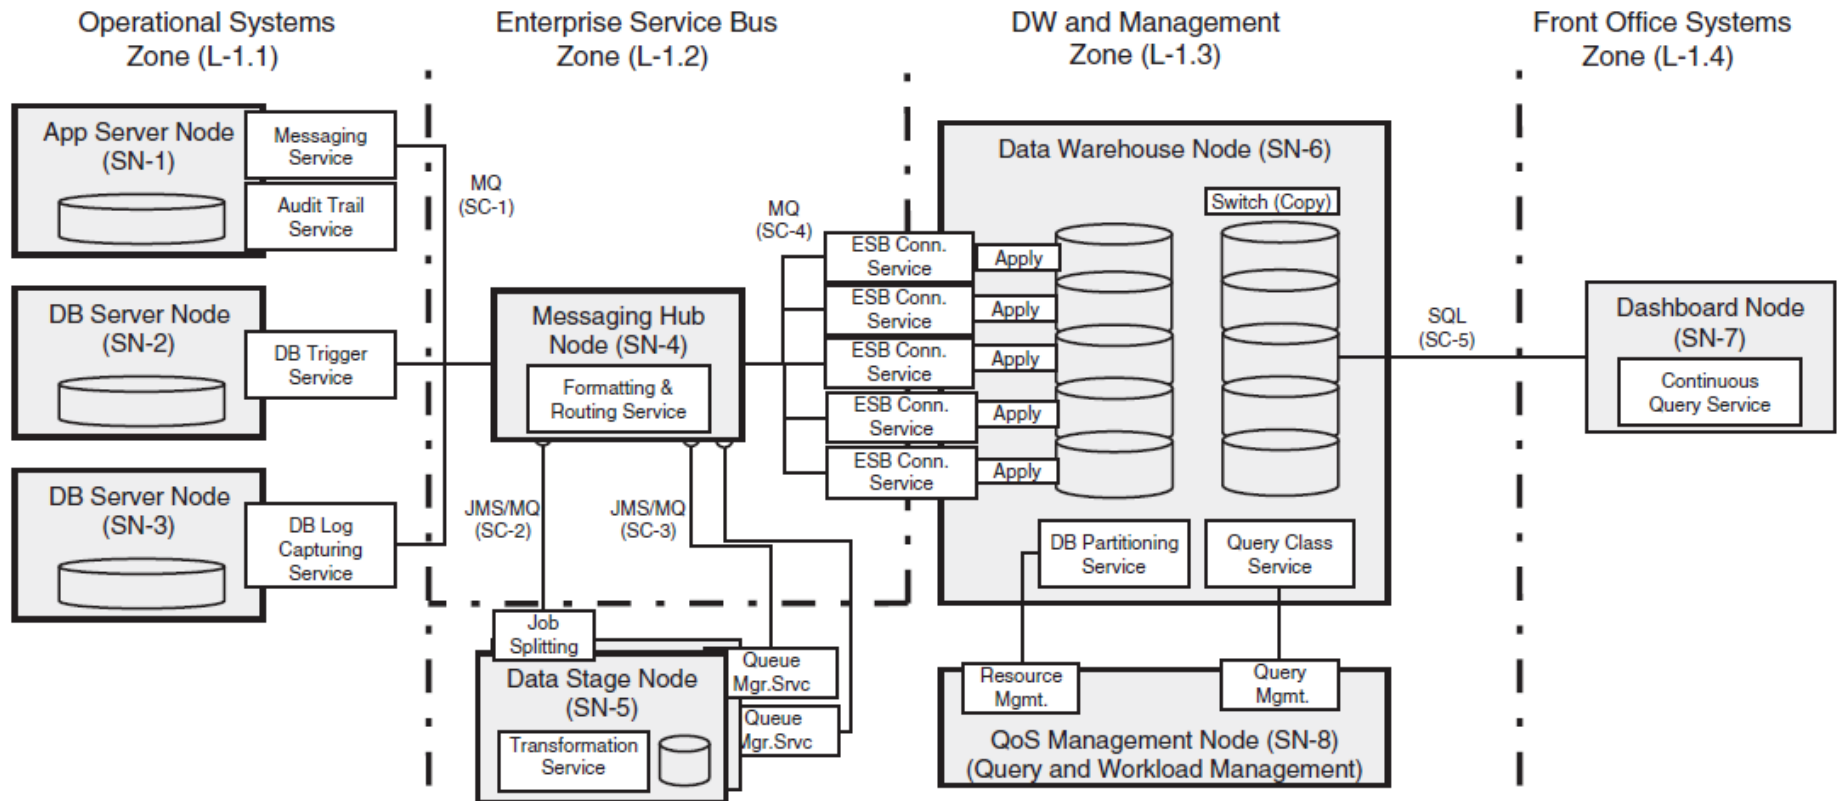 Operational Systems
Zone (L-1.1)
Enterprise Service Bus
Zone (L-1.2)
DW and Management
Zone (L-1.3)
Front Office Systems
Zone (L-1.4)
App Server Node
(SN-1)
Messaging
Service
Audit Trail
Service
MQ
(SC-1)
DB Server Node
(SN-2)
DB Trigger
Service
DB Server Node
(SN-3)
DB Log
Capturing
Service
Messaging Hub
Node (SN-4)
Formatting &
Routing Service
JMS/MQ
(SC-2)
JMS/MQ
(SC-3)
Job
Splitting
Data Stage Node
(SN-5)
Transformation
Service
Queue
Mgr.Srvc
Queue
Mgr.Srvc
MQ
(SC-4)
ESB Conn.
Service
Apply
ESB Conn.
Service
Apply
ESB Conn.
Service
Apply
ESB Conn.
Service
Apply
ESB Conn.
Service
Apply
Data Warehouse Node (SN-6)
Switch (Copy)
DB Partitioning
Service
Query Class
Service
Resource
Mgmt.
Query
Mgmt.
QoS Management Node (SN-8)
(Query and Workload Management)
SQL
(SC-5)
Dashboard Node
(SN-7)
Continuous
Query Service